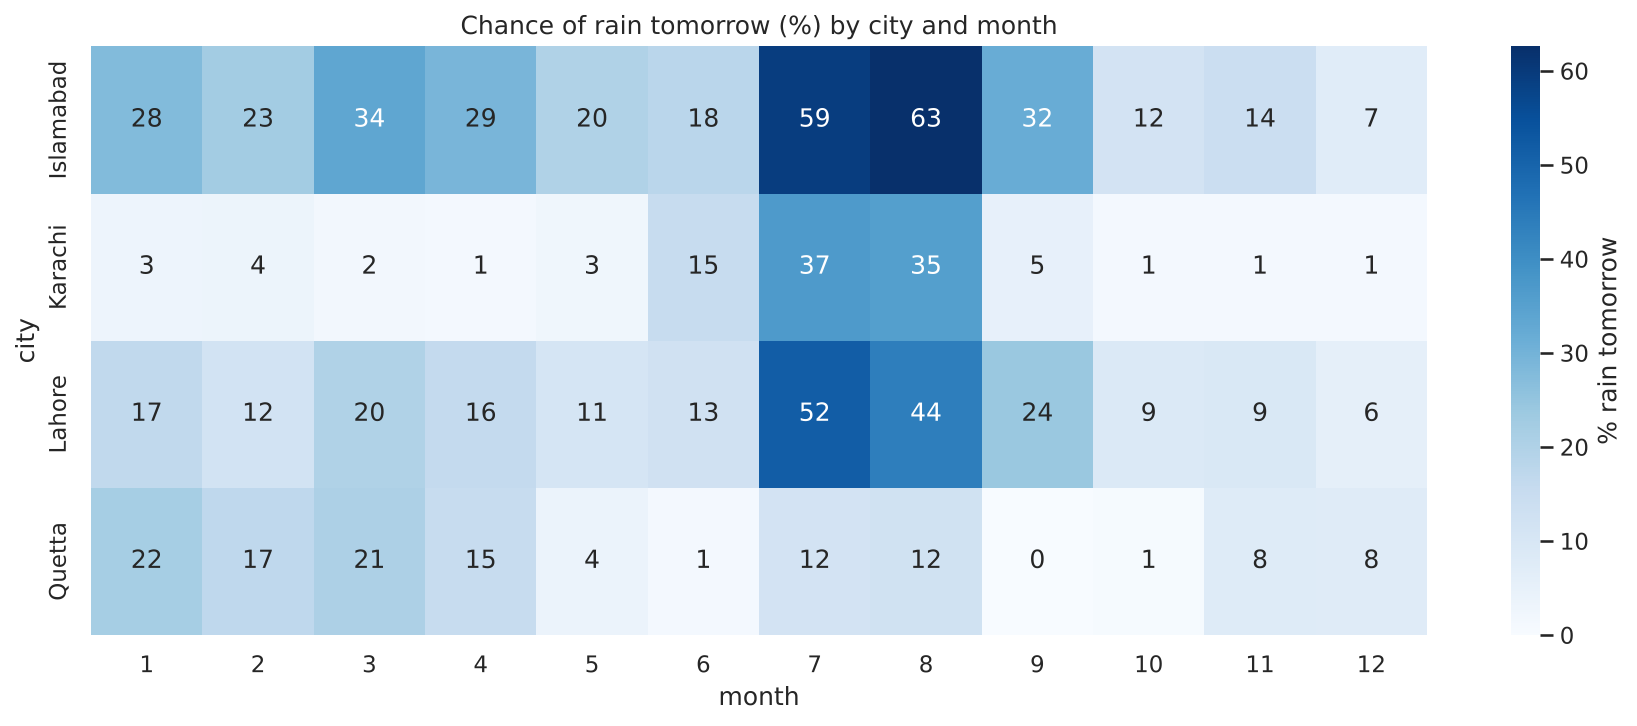 Chance of rain tomorrow (%) by city and month
Islamabad 28 23 34 29 20 18 59 63 32 12 14 7
Karachi 3 4 2 1 3 15 37 35 5 1 1 1
Lahore 17 12 20 16 11 13 52 44 24 9 9 6
Quetta 22 17 21 15 4 1 12 12 0 1 8 8
city
1 2 3 4 5 6 7 8 9 10 11 12
month
60
50
40
30
20
10
0
% rain tomorrow